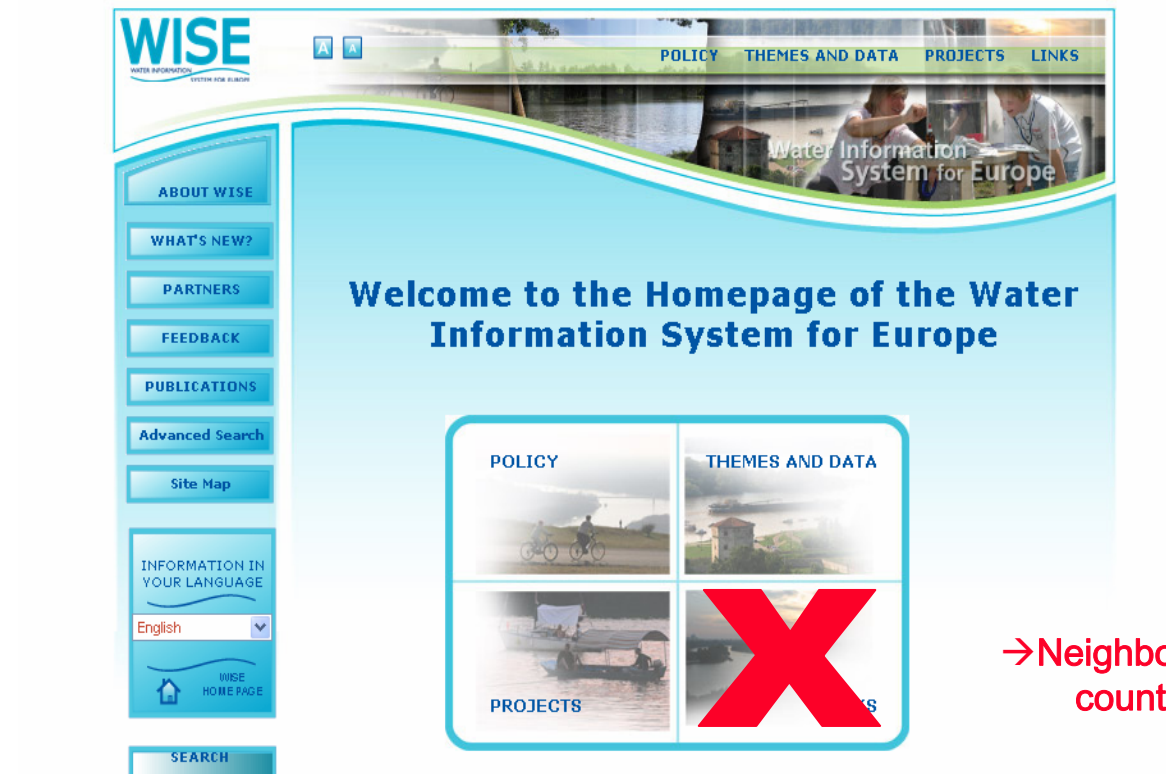 WISE
WATER INFORMATION
SYSTEM FOR EUROPE
A A
POLICY THEMES AND DATA PROJECTS LINKS
Water Information
System for Europe
ABOUT WISE
WHAT'S NEW?
PARTNERS
FEEDBACK
PUBLICATIONS
Advanced Search
Site Map
INFORMATION IN
YOUR LANGUAGE
English
WISE
HOME PAGE
SEARCH
Welcome to the Homepage of the Water
Information System for Europe
POLICY THEMES AND DATA
PROJECTS
→